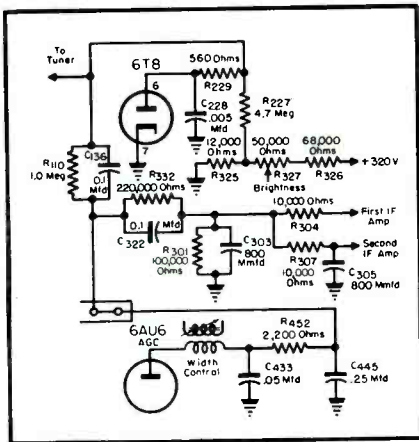 To
Tuner
6T8
6
7
560 Ohms
R229
C228
.005
Mfd
R227
4.7 Meg
12,000
Ohms
R325
50,000
Ohms
R327
Brightness
68,000
Ohms
R326
+320V
R110
1.0 Meg
C136
0.1
Mfd
R332
220,000 Ohms
0.1 Mfd
C322
R301
100,000
Ohms
C303
800
Mmfd
10,000 Ohms
R304
First IF
Amp
R307
10,000
Ohms
Second
IF Amp
C305
800 Mmfd
6AU6
AGC
Width
Control
R452
2,200 Ohms
C433
.05 Mfd
C445
.25 Mfd